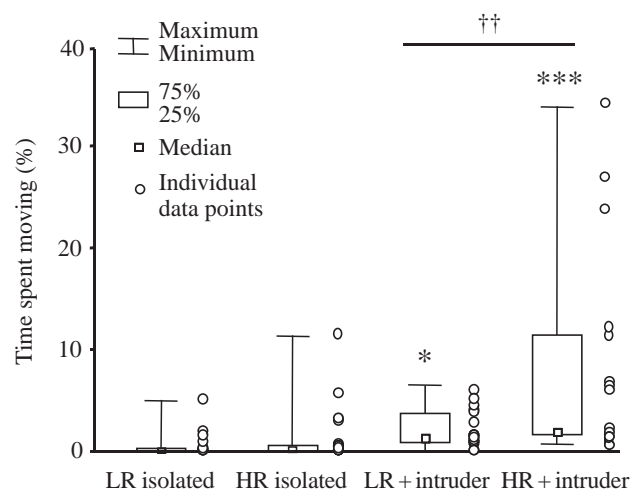 Maximum
Minimum
75%
25%
Median
Individual
data points
††
***
*
40
30
20
10
0
Time spent moving (%)
LR isolated HR isolated LR + intruder HR + intruder